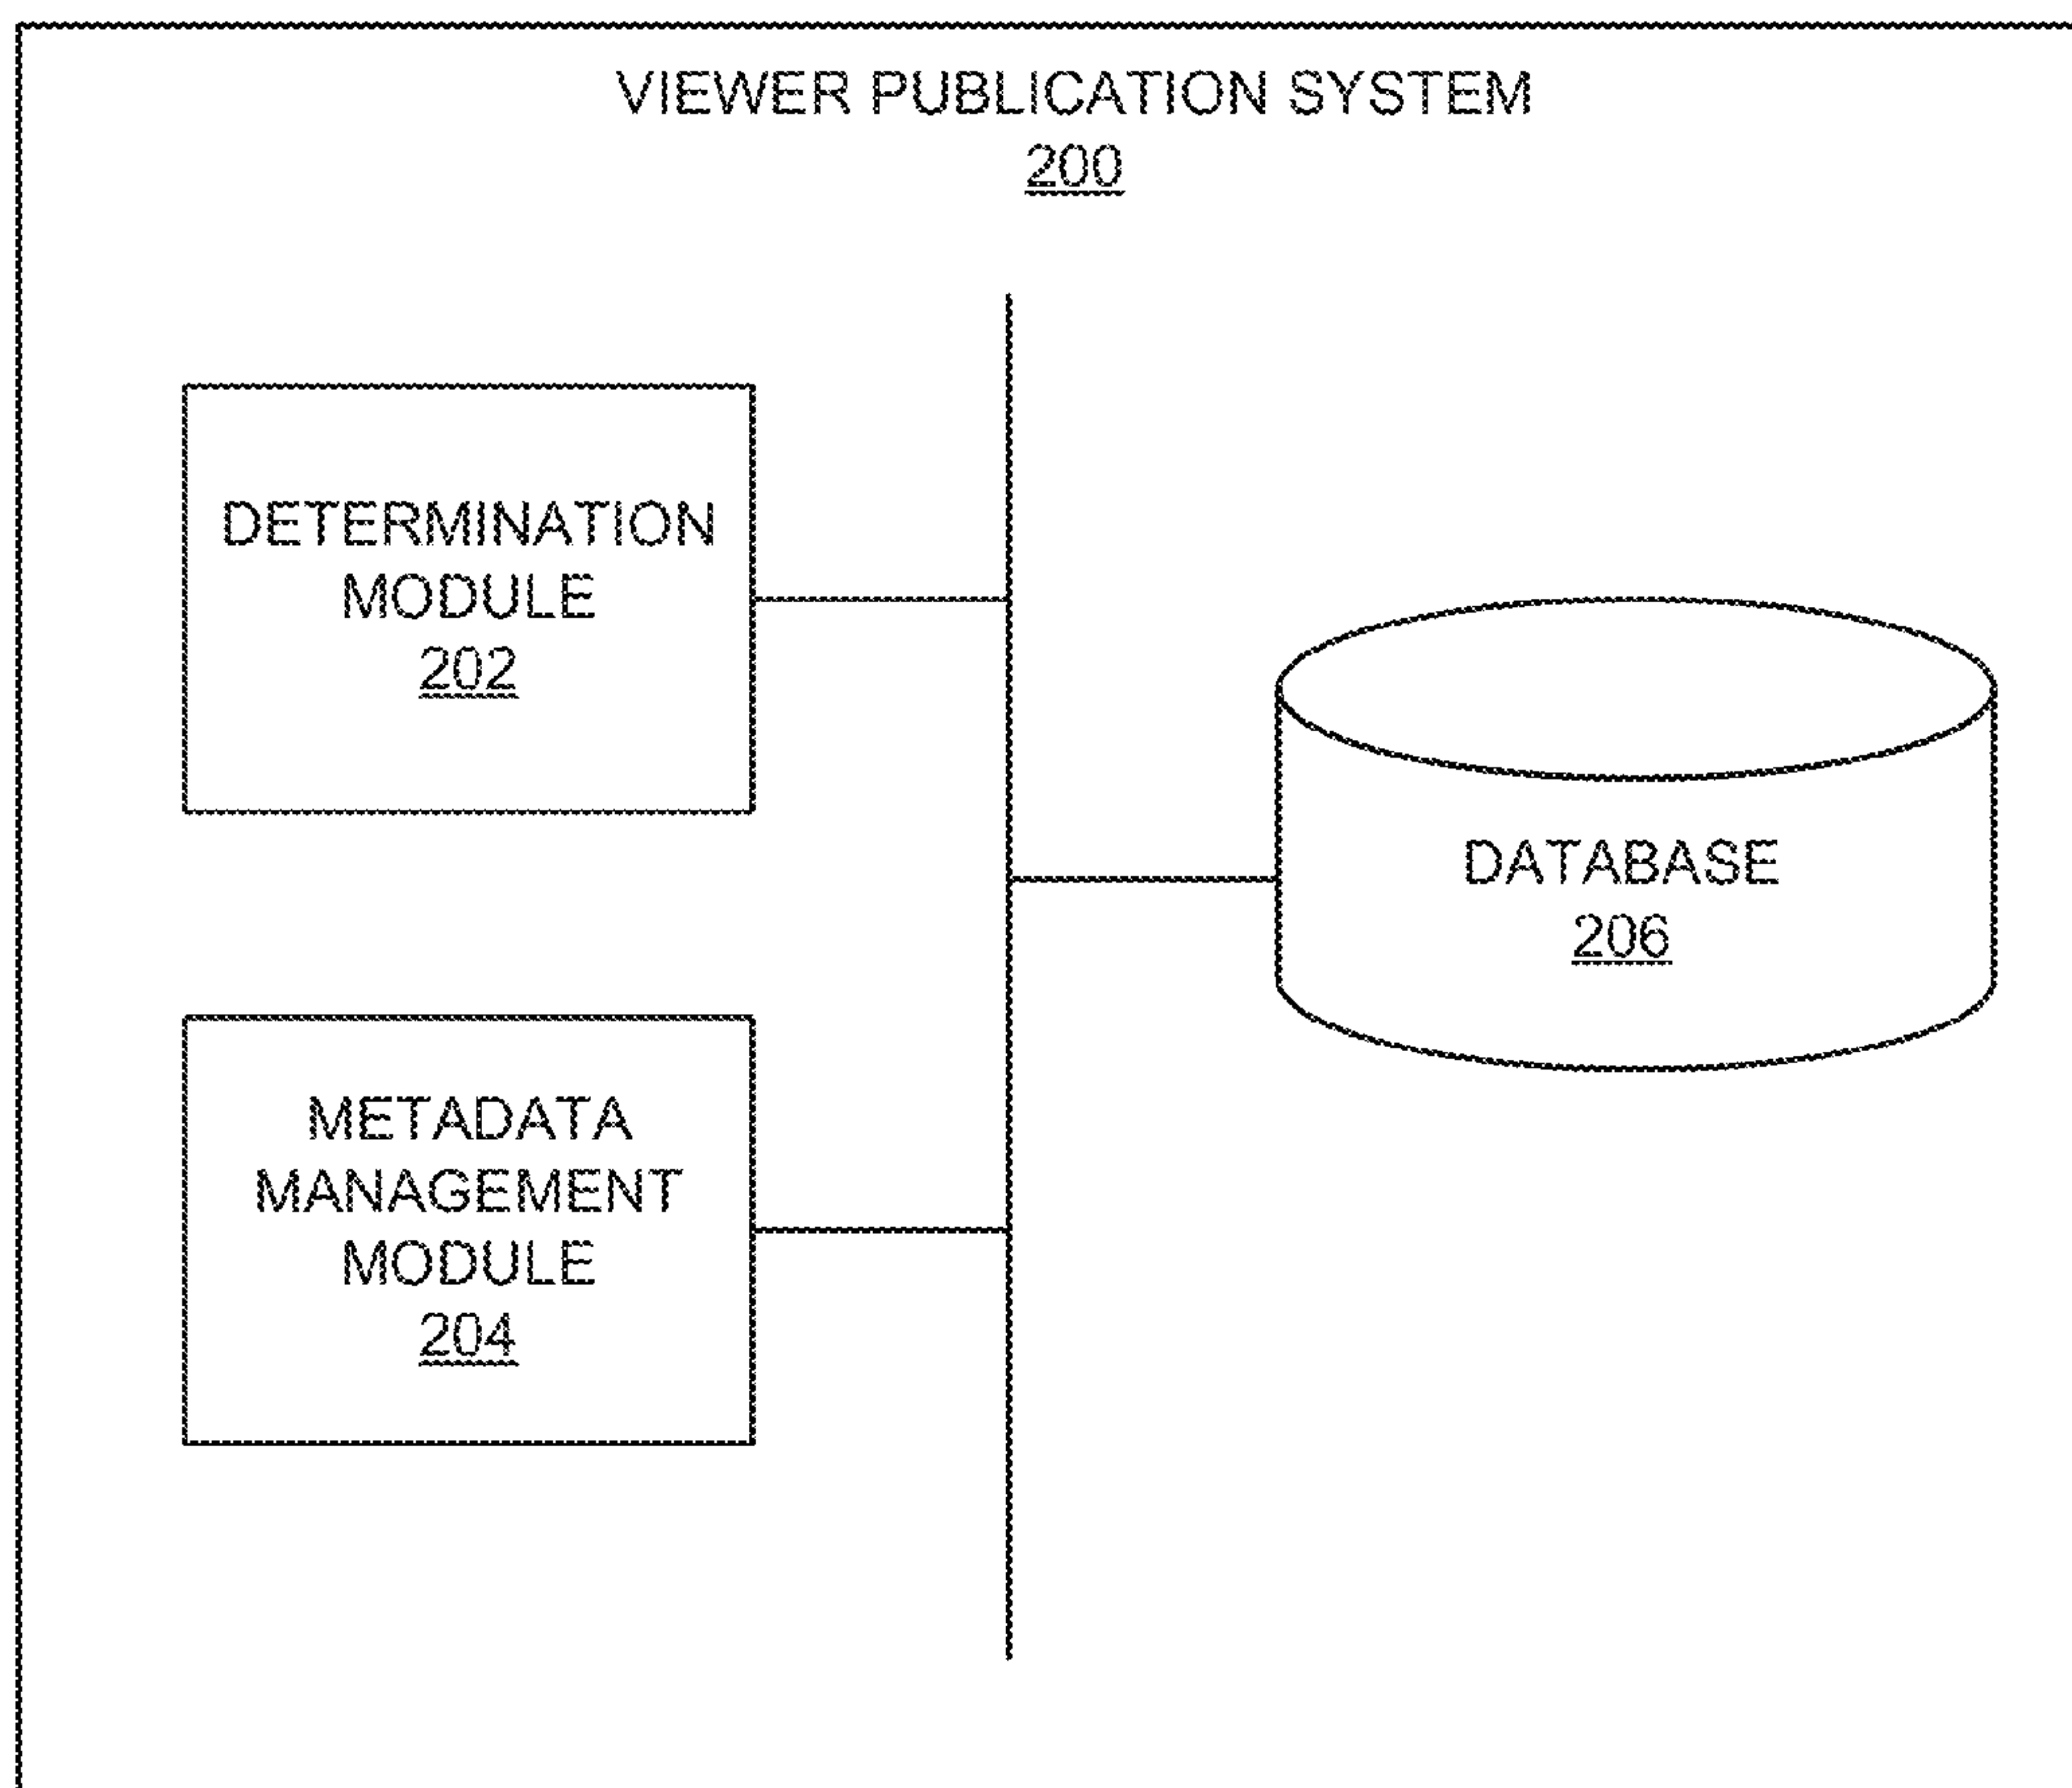 VIEWER PUBLICATION SYSTEM
200
DETERMINATION
MODULE
202
DATABASE
206
METADATA
MANAGEMENT
MODULE
204